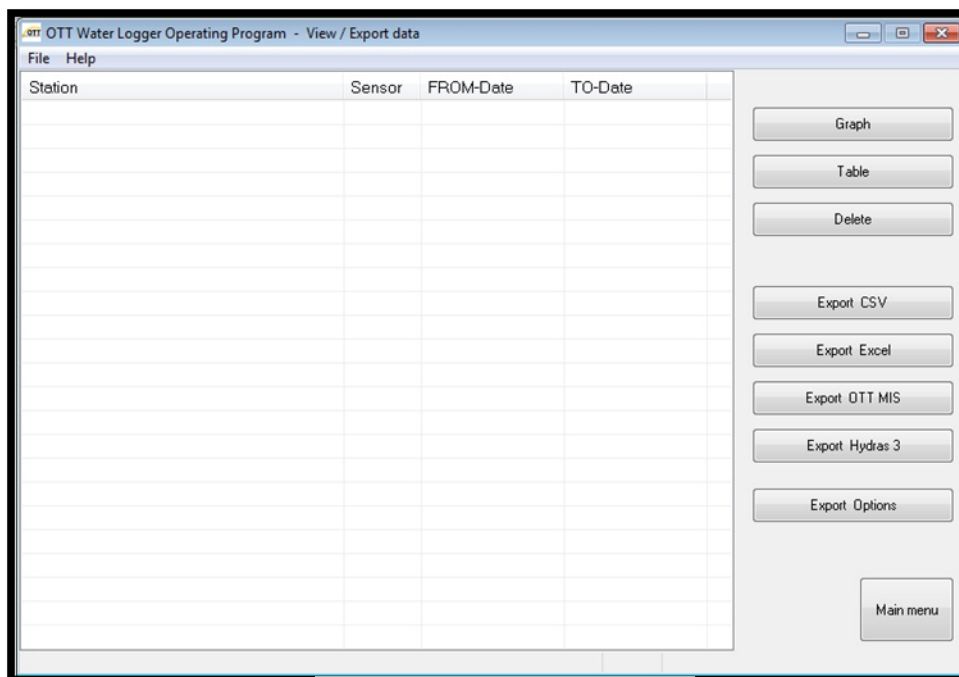 OTT OTT Water Logger Operating Program - View / Export data
File Help
Station Sensor FROM-Date TO-Date
Graph
Table
Delete
Export CSV
Export Excel
Export OTT MIS
Export Hydras 3
Export Options
Main menu